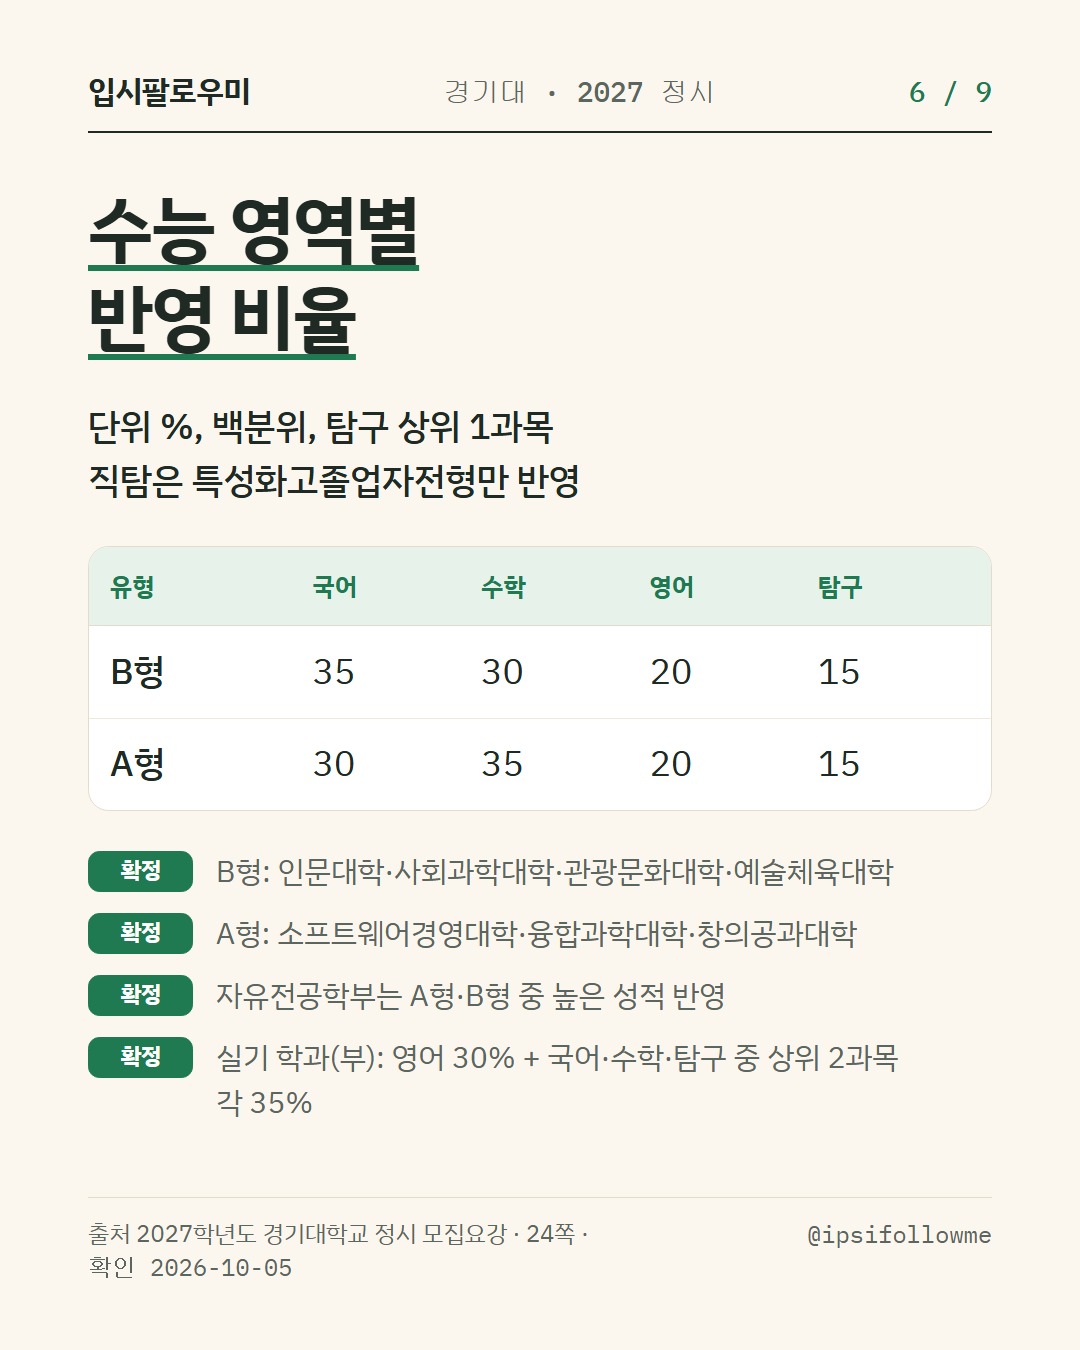 입시팔로우미
경기대 · 2027 정시
6 / 9
수능 영역별
반영 비율
단위 %, 백분위, 탐구 상위 1과목
직탐은 특성화고졸업자전형만 반영
유형 국어 수학 영어 탐구
B형 35 30 20 15
A형 30 35 20 15
확정 B형: 인문대학·사회과학대학·관광문화대학·예술체육대학
확정 A형: 소프트웨어경영대학·융합과학대학·창의공과대학
확정 자유전공학부는 A형·B형 중 높은 성적 반영
확정 실기 학과(부): 영어 30% + 국어·수학·탐구 중 상위 2과목
각 35%
출처 2027학년도 경기대학교 정시 모집요강 · 24쪽 ·
확인 2026-10-05
@ipsifollowme